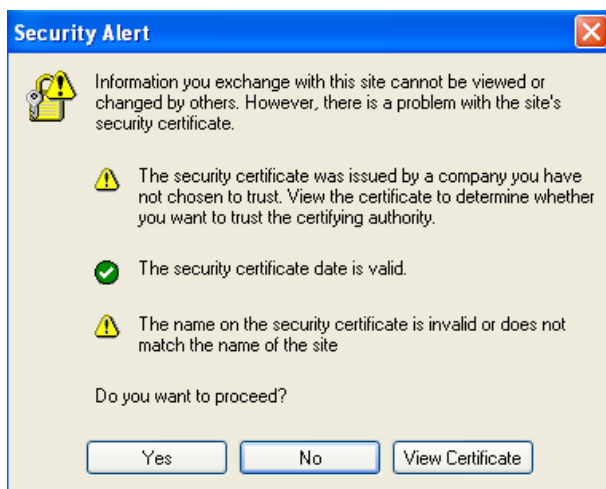 Security Alert
Information you exchange with this site cannot be viewed or
changed by others. However, there is a problem with the site's
security certificate.
The security certificate was issued by a company you have
not chosen to trust. View the certificate to determine whether
you want to trust the certifying authority.
The security certificate date is valid.
The name on the security certificate is invalid or does not
match the name of the site
Do you want to proceed?
Yes No View Certificate